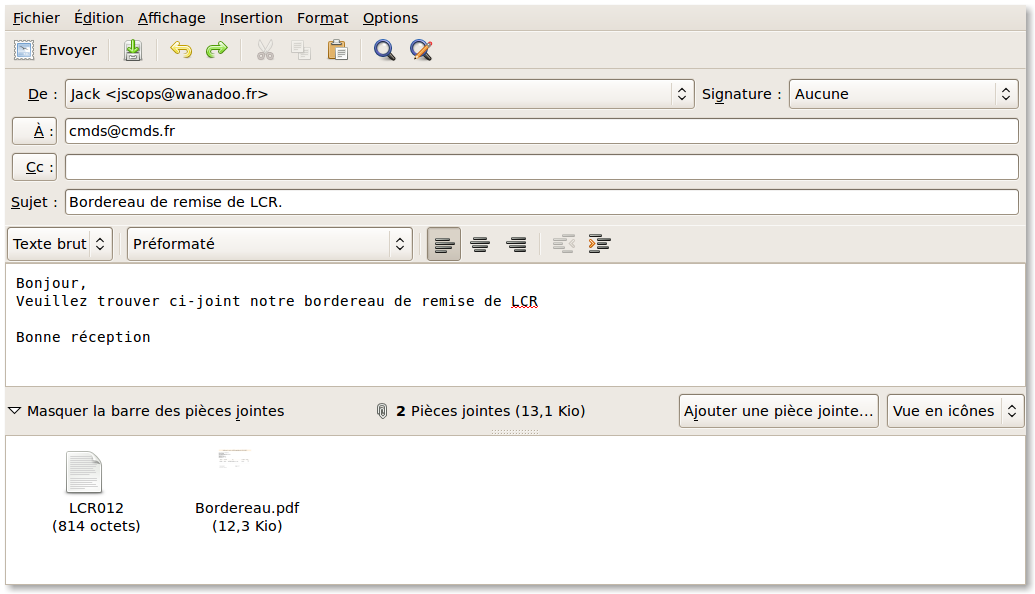 Fichier Édition Affichage Insertion Format Options
Envoyer
De : Jack <jscops@wanadoo.fr> Signature : Aucune
À : cmds@cmds.fr
Cc :
Sujet : Bordereau de remise de LCR.
Texte brut Préformaté
Bonjour,
Veuillez trouver ci-joint notre bordereau de remise de LCR
Bonne réception
Masquer la barre des pièces jointes 2 Pièces jointes (13,1 Kio) Ajouter une pièce jointe... Vue en icônes
LCR012 Bordereau.pdf
(814 octets) (12,3 Kio)